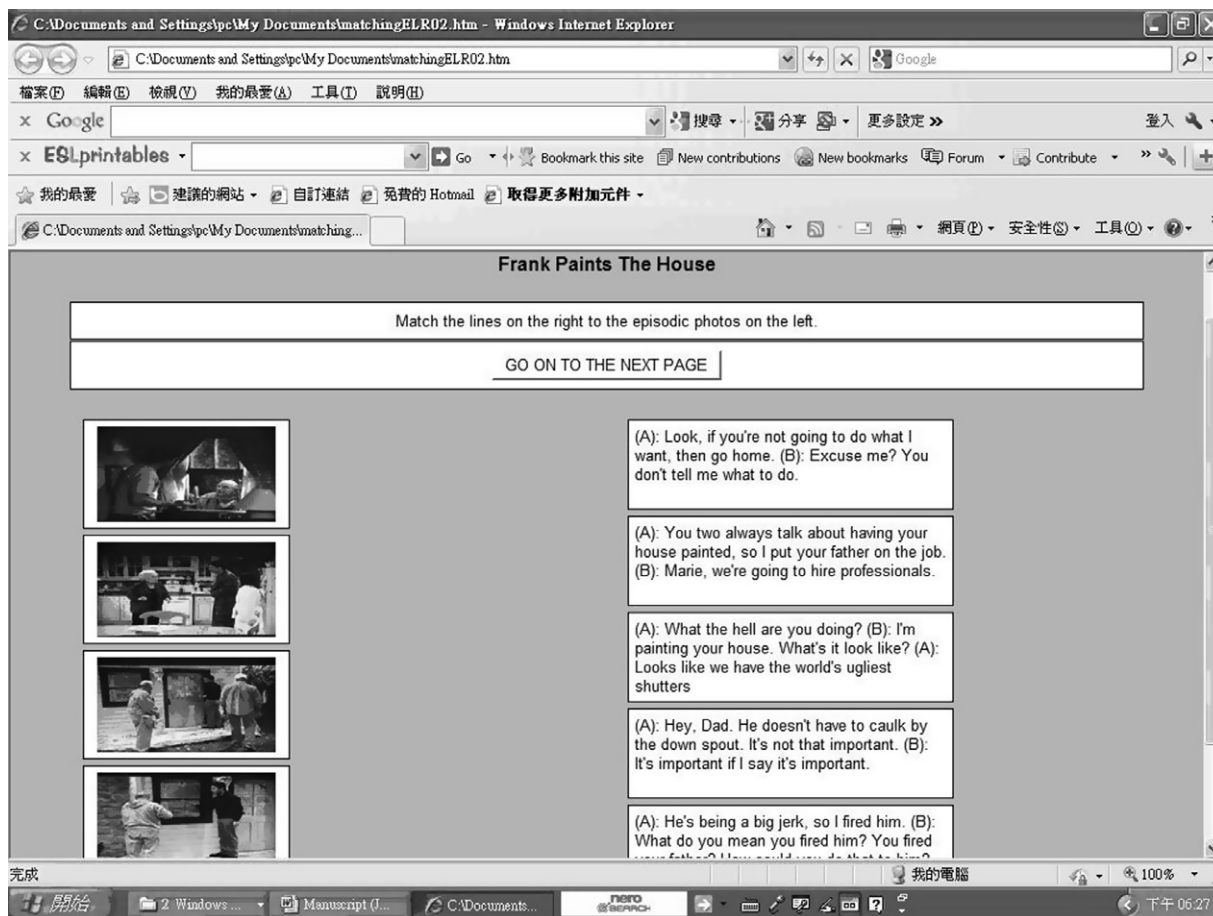 C:\Documents and Settings\pc\My Documents\matchingELR02.htm - Windows Internet Explorer
C:\Documents and Settings\pc\My Documents\matchingELR02.htm
Google
檔案(F) 編輯(E) 檢視(V) 我的最愛(A) 工具(T) 說明(H)
x Google 搜尋 分享 更多設定 >> 登入
x ESLprintables Go Bookmark this site New contributions New bookmarks Forum Contribute >>
我的最愛 建議的網站 自訂連結 免費的 Hotmail 取得更多附加元件
C:\Documents and Settings\pc\My Documents\matching... 網頁(P) 安全性(S) 工具(O)
Frank Paints The House
Match the lines on the right to the episodic photos on the left.
GO ON TO THE NEXT PAGE
(A): Look, if you're not going to do what I
want, then go home. (B): Excuse me? You
don't tell me what to do.
(A): You two always talk about having your
house painted, so I put your father on the job.
(B): Marie, we're going to hire professionals.
(A): What the hell are you doing? (B): I'm
painting your house. What's it look like? (A):
Looks like we have the world's ugliest
shutters
(A): Hey, Dad. He doesn't have to caulk by
the down spout. It's not that important. (B):
It's important if I say it's important.
(A): He's being a big jerk, so I fired him. (B):
What do you mean you fired him? You fired
your father? How could you do that to him?
完成 我的電腦 100%
開始 2 Windows ... Manuscript (J... C:\Documents... nero SEARCH 下午 06:27